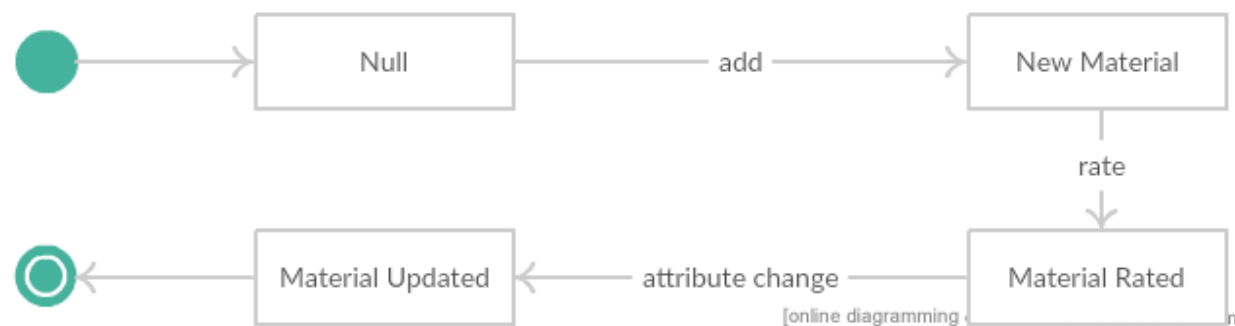 Null
add
New Material
rate
Material Updated
attribute change
Material Rated
[online diagramming